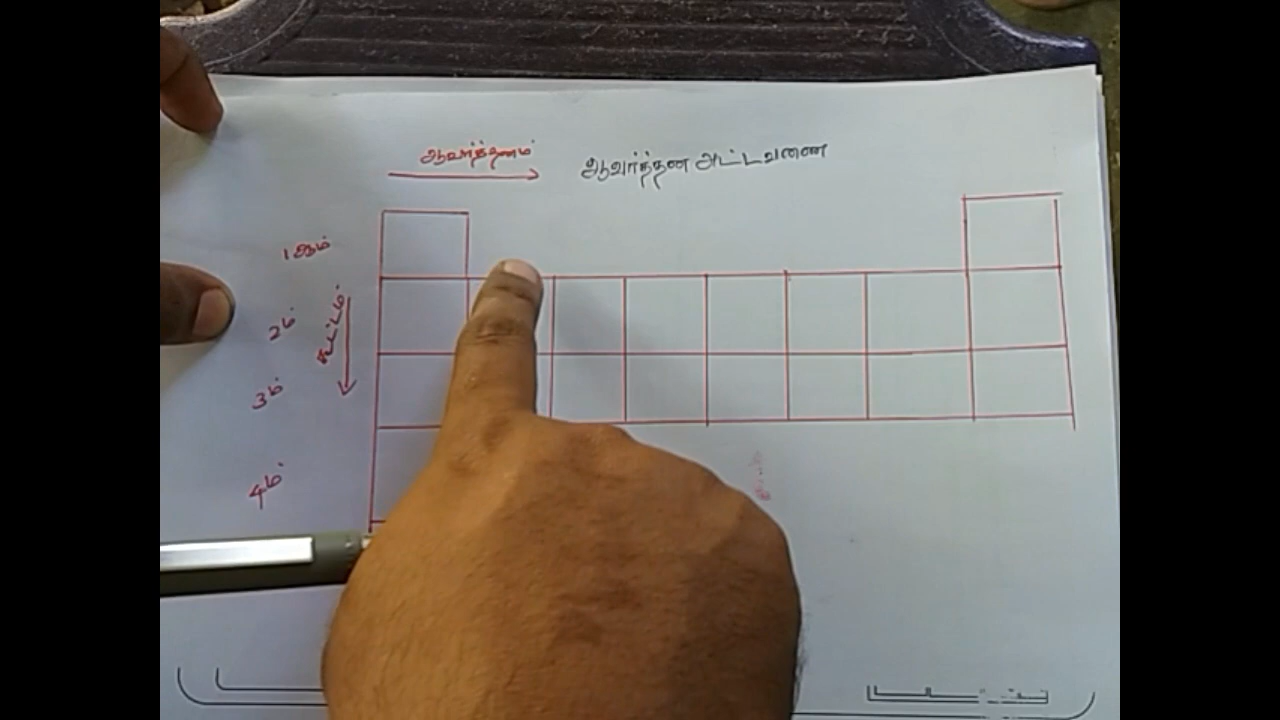 ஆவர்த்தனம்
ஆவர்த்தன அட்டவணை
1ஆம்
2ம்
கூட்டம்
3ம்
4ம்